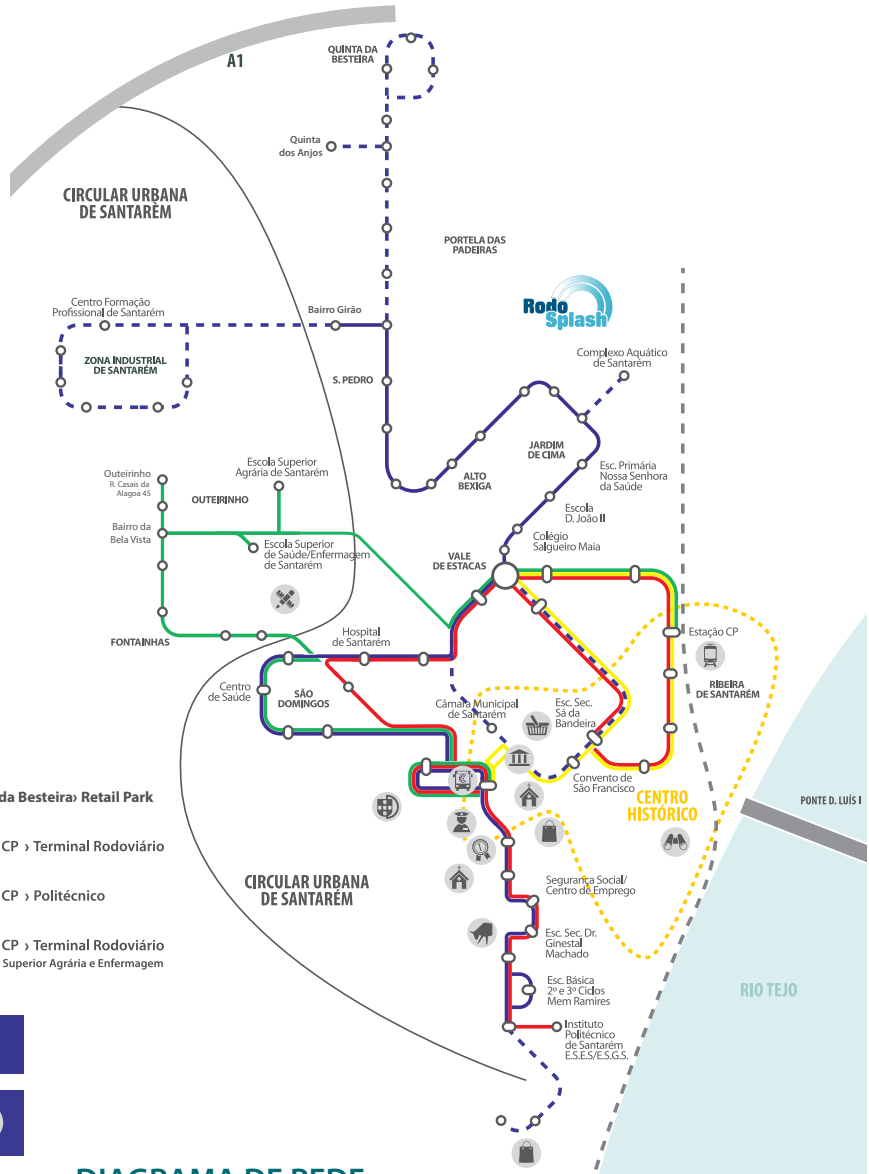 A1
QUINTA DA
BESTEIRA
Quinta
dos Anjos
CIRCULAR URBANA
DE SANTARÈM
PORTELA DAS
PADEIRAS
Centro Formação
Profissional de Santarém
Bairro Girão
Rodo
Splash
ZONA INDUSTRIAL
DE SANTARÉM
Complexo Aquático
de Santarém
S. PEDRO
JARDIM
DE CIMA
Esc. Primária
Nossa Senhora
da Saúde
ALTO
BEXIGA
Outeirinho
R. Casais da
Alagoa 45
Escola Superior
Agrária de Santarém
OUTEIRINHO
Escola
D. João II
Bairro da
Bela Vista
Escola Superior
de Saúde/Enfermagem
de Santarém
Colégio
Salgueiro Maia
VALE
DE ESTACAS
FONTAINHAS
Hospital
de Santarém
Estação CP
RIBEIRA
DE SANTARÉM
Centro
de Saúde
SÃO
DOMINGOS
Câmara Municipal
de Santarém
Esc. Sec.
Sá da
Bandeira
Convento de
São Francisco
CENTRO
HISTÓRICO
PONTE D. LUÍS I
da Besteira› Retail Park
CP › Terminal Rodoviário
CP › Politécnico
CP › Terminal Rodoviário
Superior Agrária e Enfermagem
CIRCULAR URBANA
DE SANTARÉM
Segurança Social/
Centro de Emprego
Esc. Sec. Dr.
Ginestal
Machado
Esc. Básica
2º e 3º Ciclos
Mem Ramires
Instituto
Politécnico
de Santarém
E.S.E.S/E.S.G.S.
RIO TEJO
DIAGRAMA DE REDE